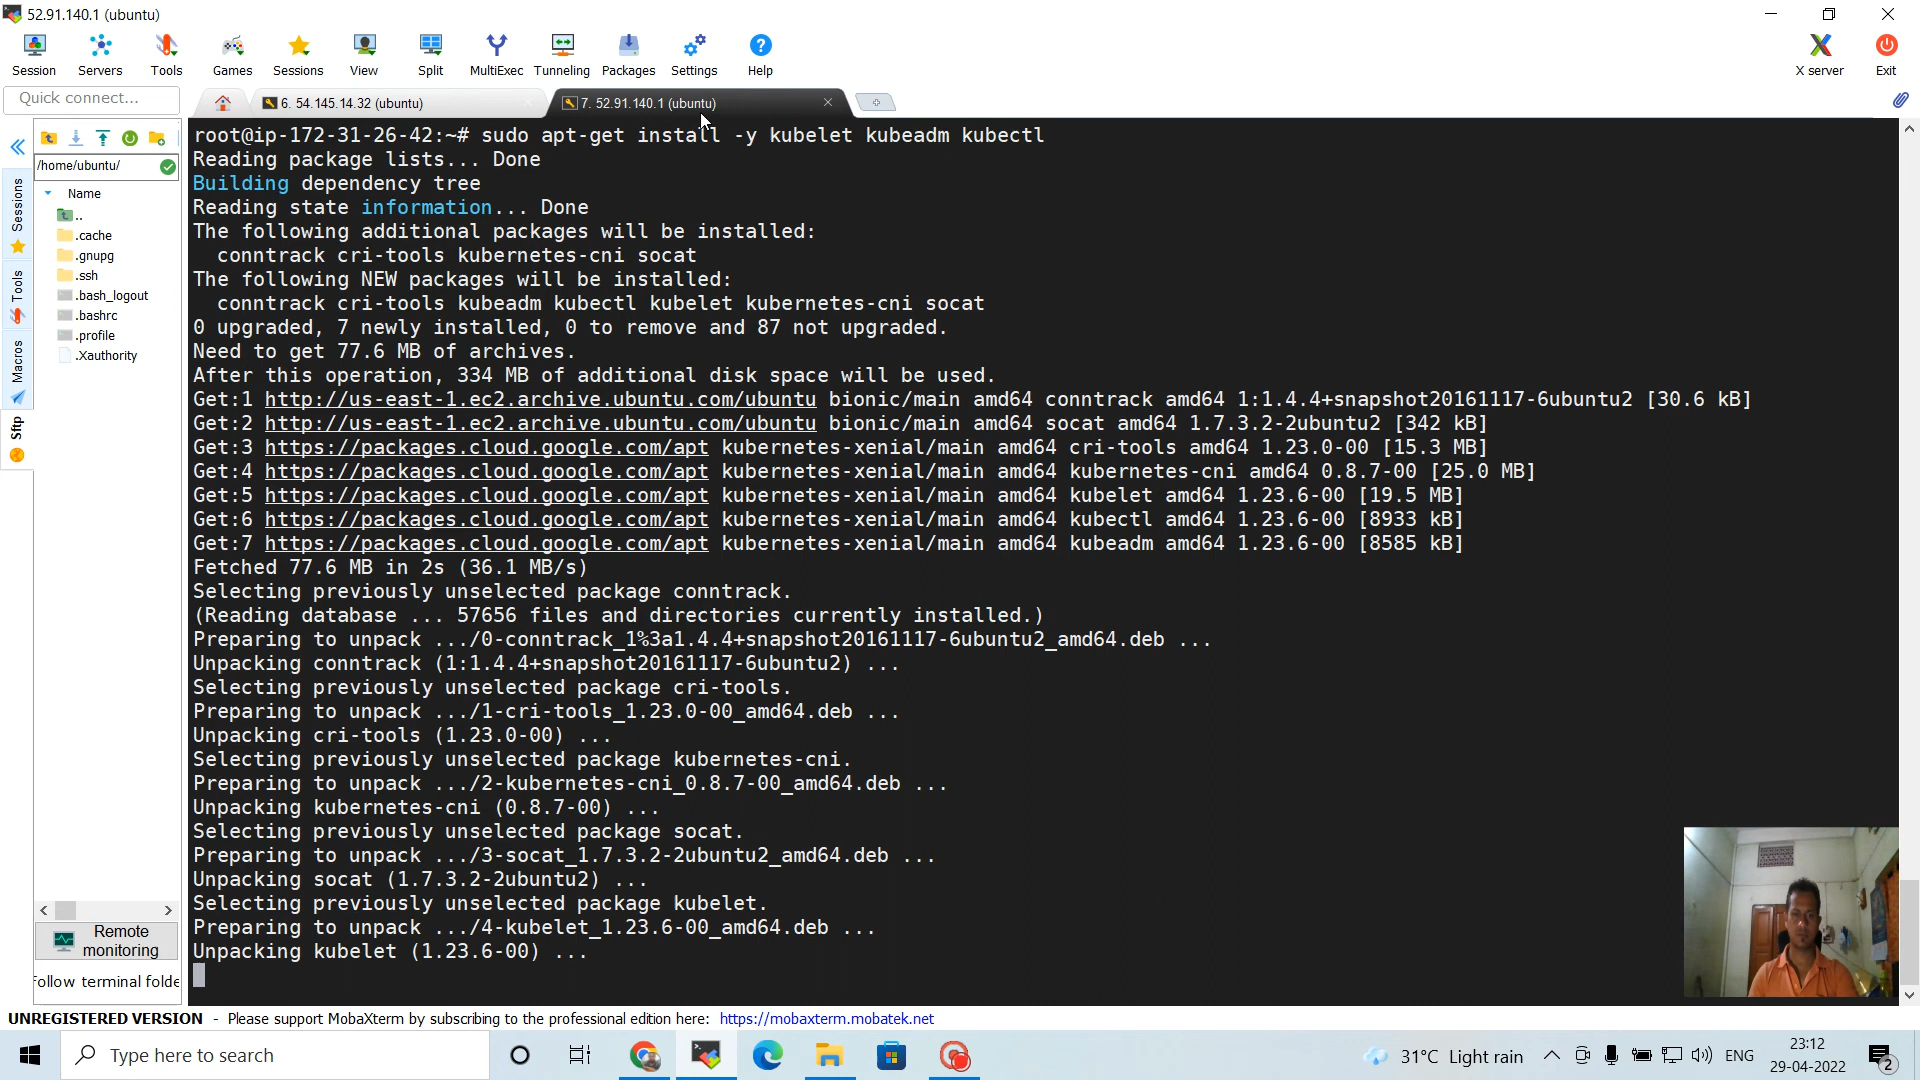 52.91.140.1 (ubuntu)
Session Servers Tools Games Sessions View Split MultiExec Tunneling Packages Settings Help X server Exit
Quick connect...
6. 54.145.14.32 (ubuntu)
7. 52.91.140.1 (ubuntu)
/home/ubuntu/
Name
..
.cache
.gnupg
.ssh
.bash_logout
.bashrc
.profile
.Xauthority
Sessions
Tools
Macros
Sftp
Remote
monitoring
Follow terminal folde
root@ip-172-31-26-42:~# sudo apt-get install -y kubelet kubeadm kubectl
Reading package lists... Done
Building dependency tree
Reading state information... Done
The following additional packages will be installed:
conntrack cri-tools kubernetes-cni socat
The following NEW packages will be installed:
conntrack cri-tools kubeadm kubectl kubelet kubernetes-cni socat
0 upgraded, 7 newly installed, 0 to remove and 87 not upgraded.
Need to get 77.6 MB of archives.
After this operation, 334 MB of additional disk space will be used.
Get:1 http://us-east-1.ec2.archive.ubuntu.com/ubuntu bionic/main amd64 conntrack amd64 1:1.4.4+snapshot20161117-6ubuntu2 [30.6 kB]
Get:2 http://us-east-1.ec2.archive.ubuntu.com/ubuntu bionic/main amd64 socat amd64 1.7.3.2-2ubuntu2 [342 kB]
Get:3 https://packages.cloud.google.com/apt kubernetes-xenial/main amd64 cri-tools amd64 1.23.0-00 [15.3 MB]
Get:4 https://packages.cloud.google.com/apt kubernetes-xenial/main amd64 kubernetes-cni amd64 0.8.7-00 [25.0 MB]
Get:5 https://packages.cloud.google.com/apt kubernetes-xenial/main amd64 kubelet amd64 1.23.6-00 [19.5 MB]
Get:6 https://packages.cloud.google.com/apt kubernetes-xenial/main amd64 kubectl amd64 1.23.6-00 [8933 kB]
Get:7 https://packages.cloud.google.com/apt kubernetes-xenial/main amd64 kubeadm amd64 1.23.6-00 [8585 kB]
Fetched 77.6 MB in 2s (36.1 MB/s)
Selecting previously unselected package conntrack.
(Reading database ... 57656 files and directories currently installed.)
Preparing to unpack .../0-conntrack_1%3a1.4.4+snapshot20161117-6ubuntu2_amd64.deb ...
Unpacking conntrack (1:1.4.4+snapshot20161117-6ubuntu2) ...
Selecting previously unselected package cri-tools.
Preparing to unpack .../1-cri-tools_1.23.0-00_amd64.deb ...
Unpacking cri-tools (1.23.0-00) ...
Selecting previously unselected package kubernetes-cni.
Preparing to unpack .../2-kubernetes-cni_0.8.7-00_amd64.deb ...
Unpacking kubernetes-cni (0.8.7-00) ...
Selecting previously unselected package socat.
Preparing to unpack .../3-socat_1.7.3.2-2ubuntu2_amd64.deb ...
Unpacking socat (1.7.3.2-2ubuntu2) ...
Selecting previously unselected package kubelet.
Preparing to unpack .../4-kubelet_1.23.6-00_amd64.deb ...
Unpacking kubelet (1.23.6-00) ...
UNREGISTERED VERSION - Please support MobaXterm by subscribing to the professional edition here: https://mobaxterm.mobatek.net
Type here to search
31°C Light rain
ENG
23:12
29-04-2022
2